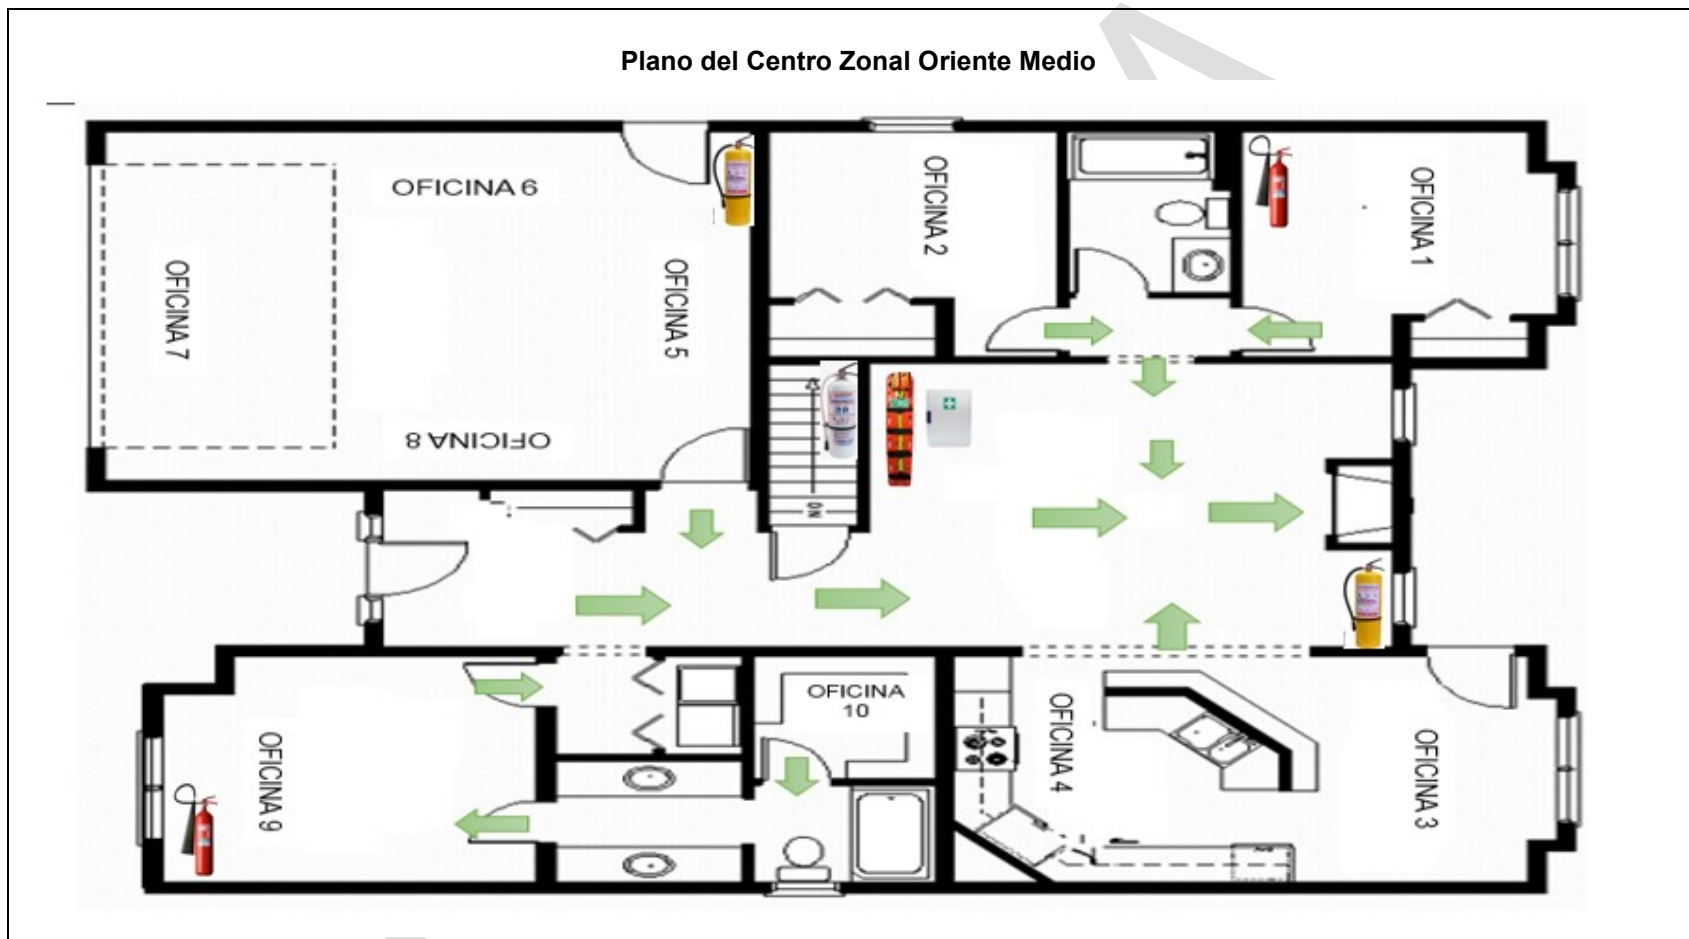 Plano del Centro Zonal Oriente Medio
OFICINA 6
OFICINA 2
OFICINA 1
OFICINA 7
OFICINA 5
OFICINA 8
DN
OFICINA 10
OFICINA 4
OFICINA 9
OFICINA 3